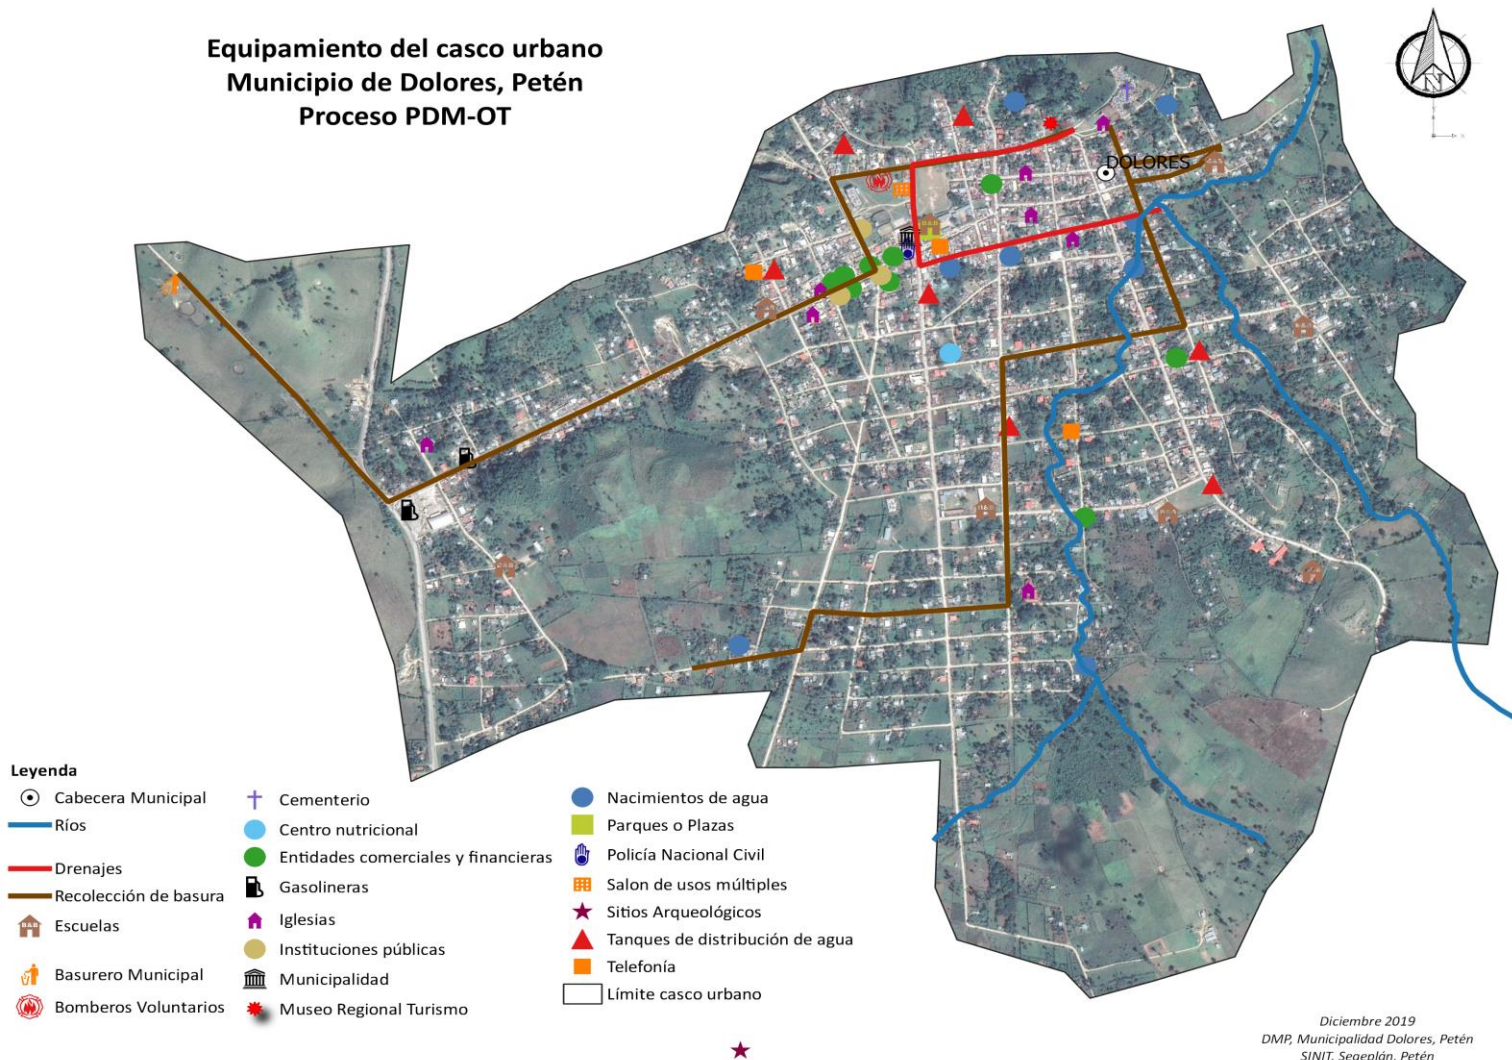 Equipamiento del casco urbano
Municipio de Dolores, Petén
Proceso PDM-OT
N
DOLORES
Leyenda
Cabecera Municipal
Ríos
Drenajes
Recolección de basura
Escuelas
Basurero Municipal
Bomberos Voluntarios
Cementerio
Centro nutricional
Entidades comerciales y financieras
Gasolineras
Iglesias
Instituciones públicas
Municipalidad
Museo Regional Turismo
Nacimientos de agua
Parques o Plazas
Policía Nacional Civil
Salon de usos múltiples
Sitios Arqueológicos
Tanques de distribución de agua
Telefonía
Límite casco urbano
Diciembre 2019
DMP, Municipalidad Dolores, Petén
SINIT, Segeplán, Petén